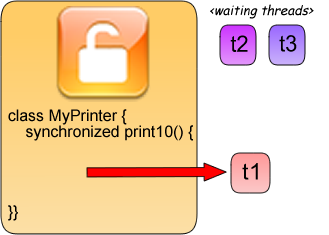 <waiting threads>
t2 t3
class MyPrinter {
synchronized print10() {
t1
}}